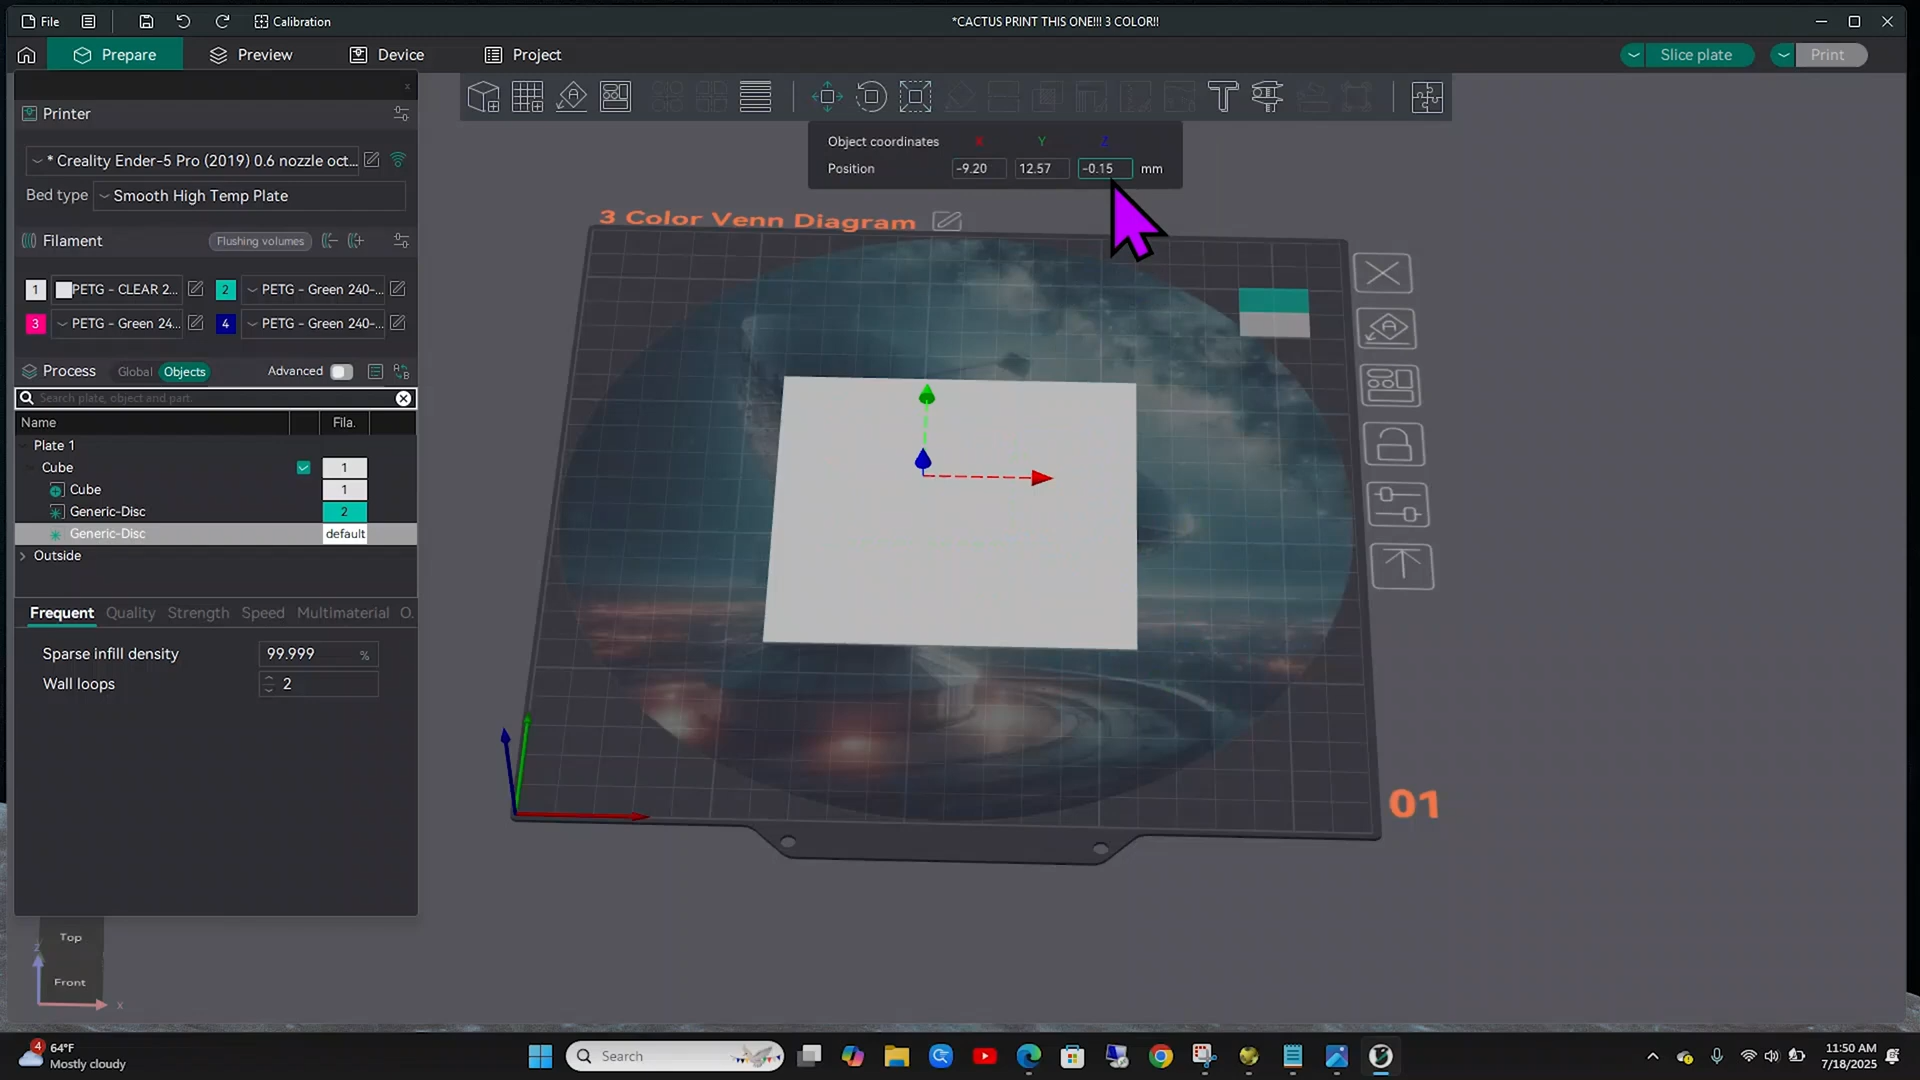 File
Calibration
*CACTUS PRINT THIS ONE!!! 3 COLOR!!
Prepare
Preview
Device
Project
Slice plate
Print
Printer
* Creality Ender-5 Pro (2019) 0.6 nozzle oct...
Bed type
Smooth High Temp Plate
Filament
Flushing volumes
1 PETG - CLEAR 2...
2 PETG - Green 240-...
3 PETG - Green 24...
4 PETG - Green 240-...
Process
Global
Objects
Advanced
Search plate, object and part.
Name
Fila.
Plate 1
Cube 1
Cube 1
Generic-Disc 2
Generic-Disc default
Outside
Frequent
Quality
Strength
Speed
Multimaterial
O.
Sparse infill density 99.999 %
Wall loops 2
Object coordinates X Y Z
Position -9.20 12.57 -0.15 mm
3 Color Venn Diagram
01
Top
Front
z
x
4
64°F
Mostly cloudy
Search
11:50 AM
7/18/2025